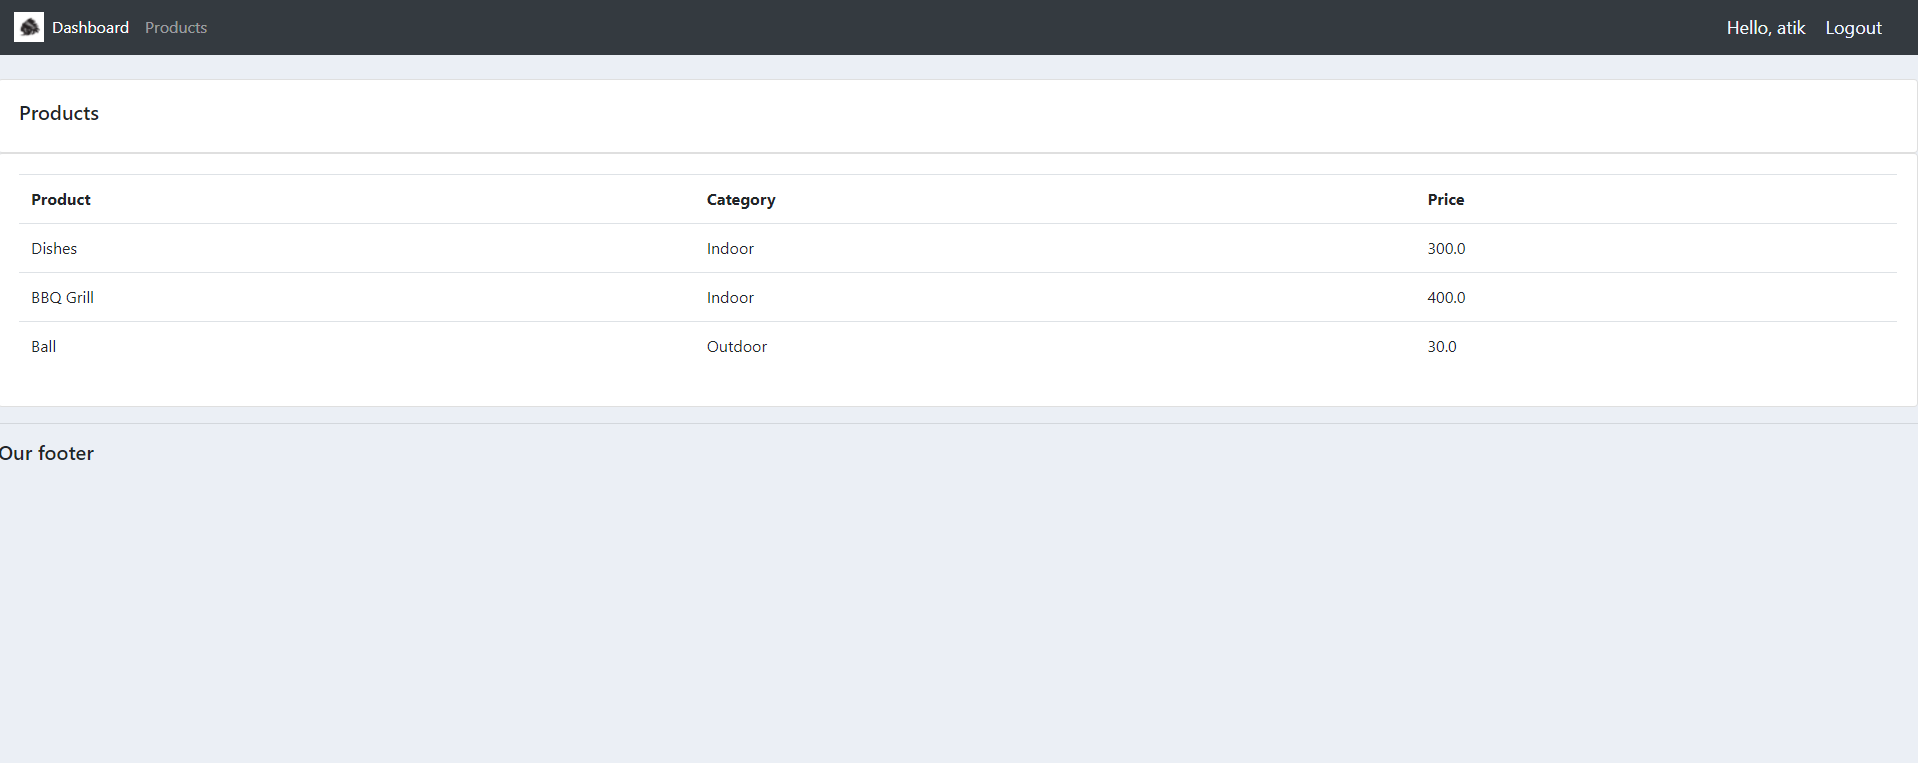 Dashboard Products Hello, atik Logout
Products
Product Category Price
Dishes Indoor 300.0
BBQ Grill Indoor 400.0
Ball Outdoor 30.0
Our footer